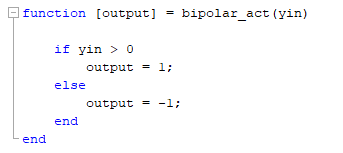 function [output] = bipolar_act(yin)
if yin > 0
output = 1;
else
output = -1;
end
end